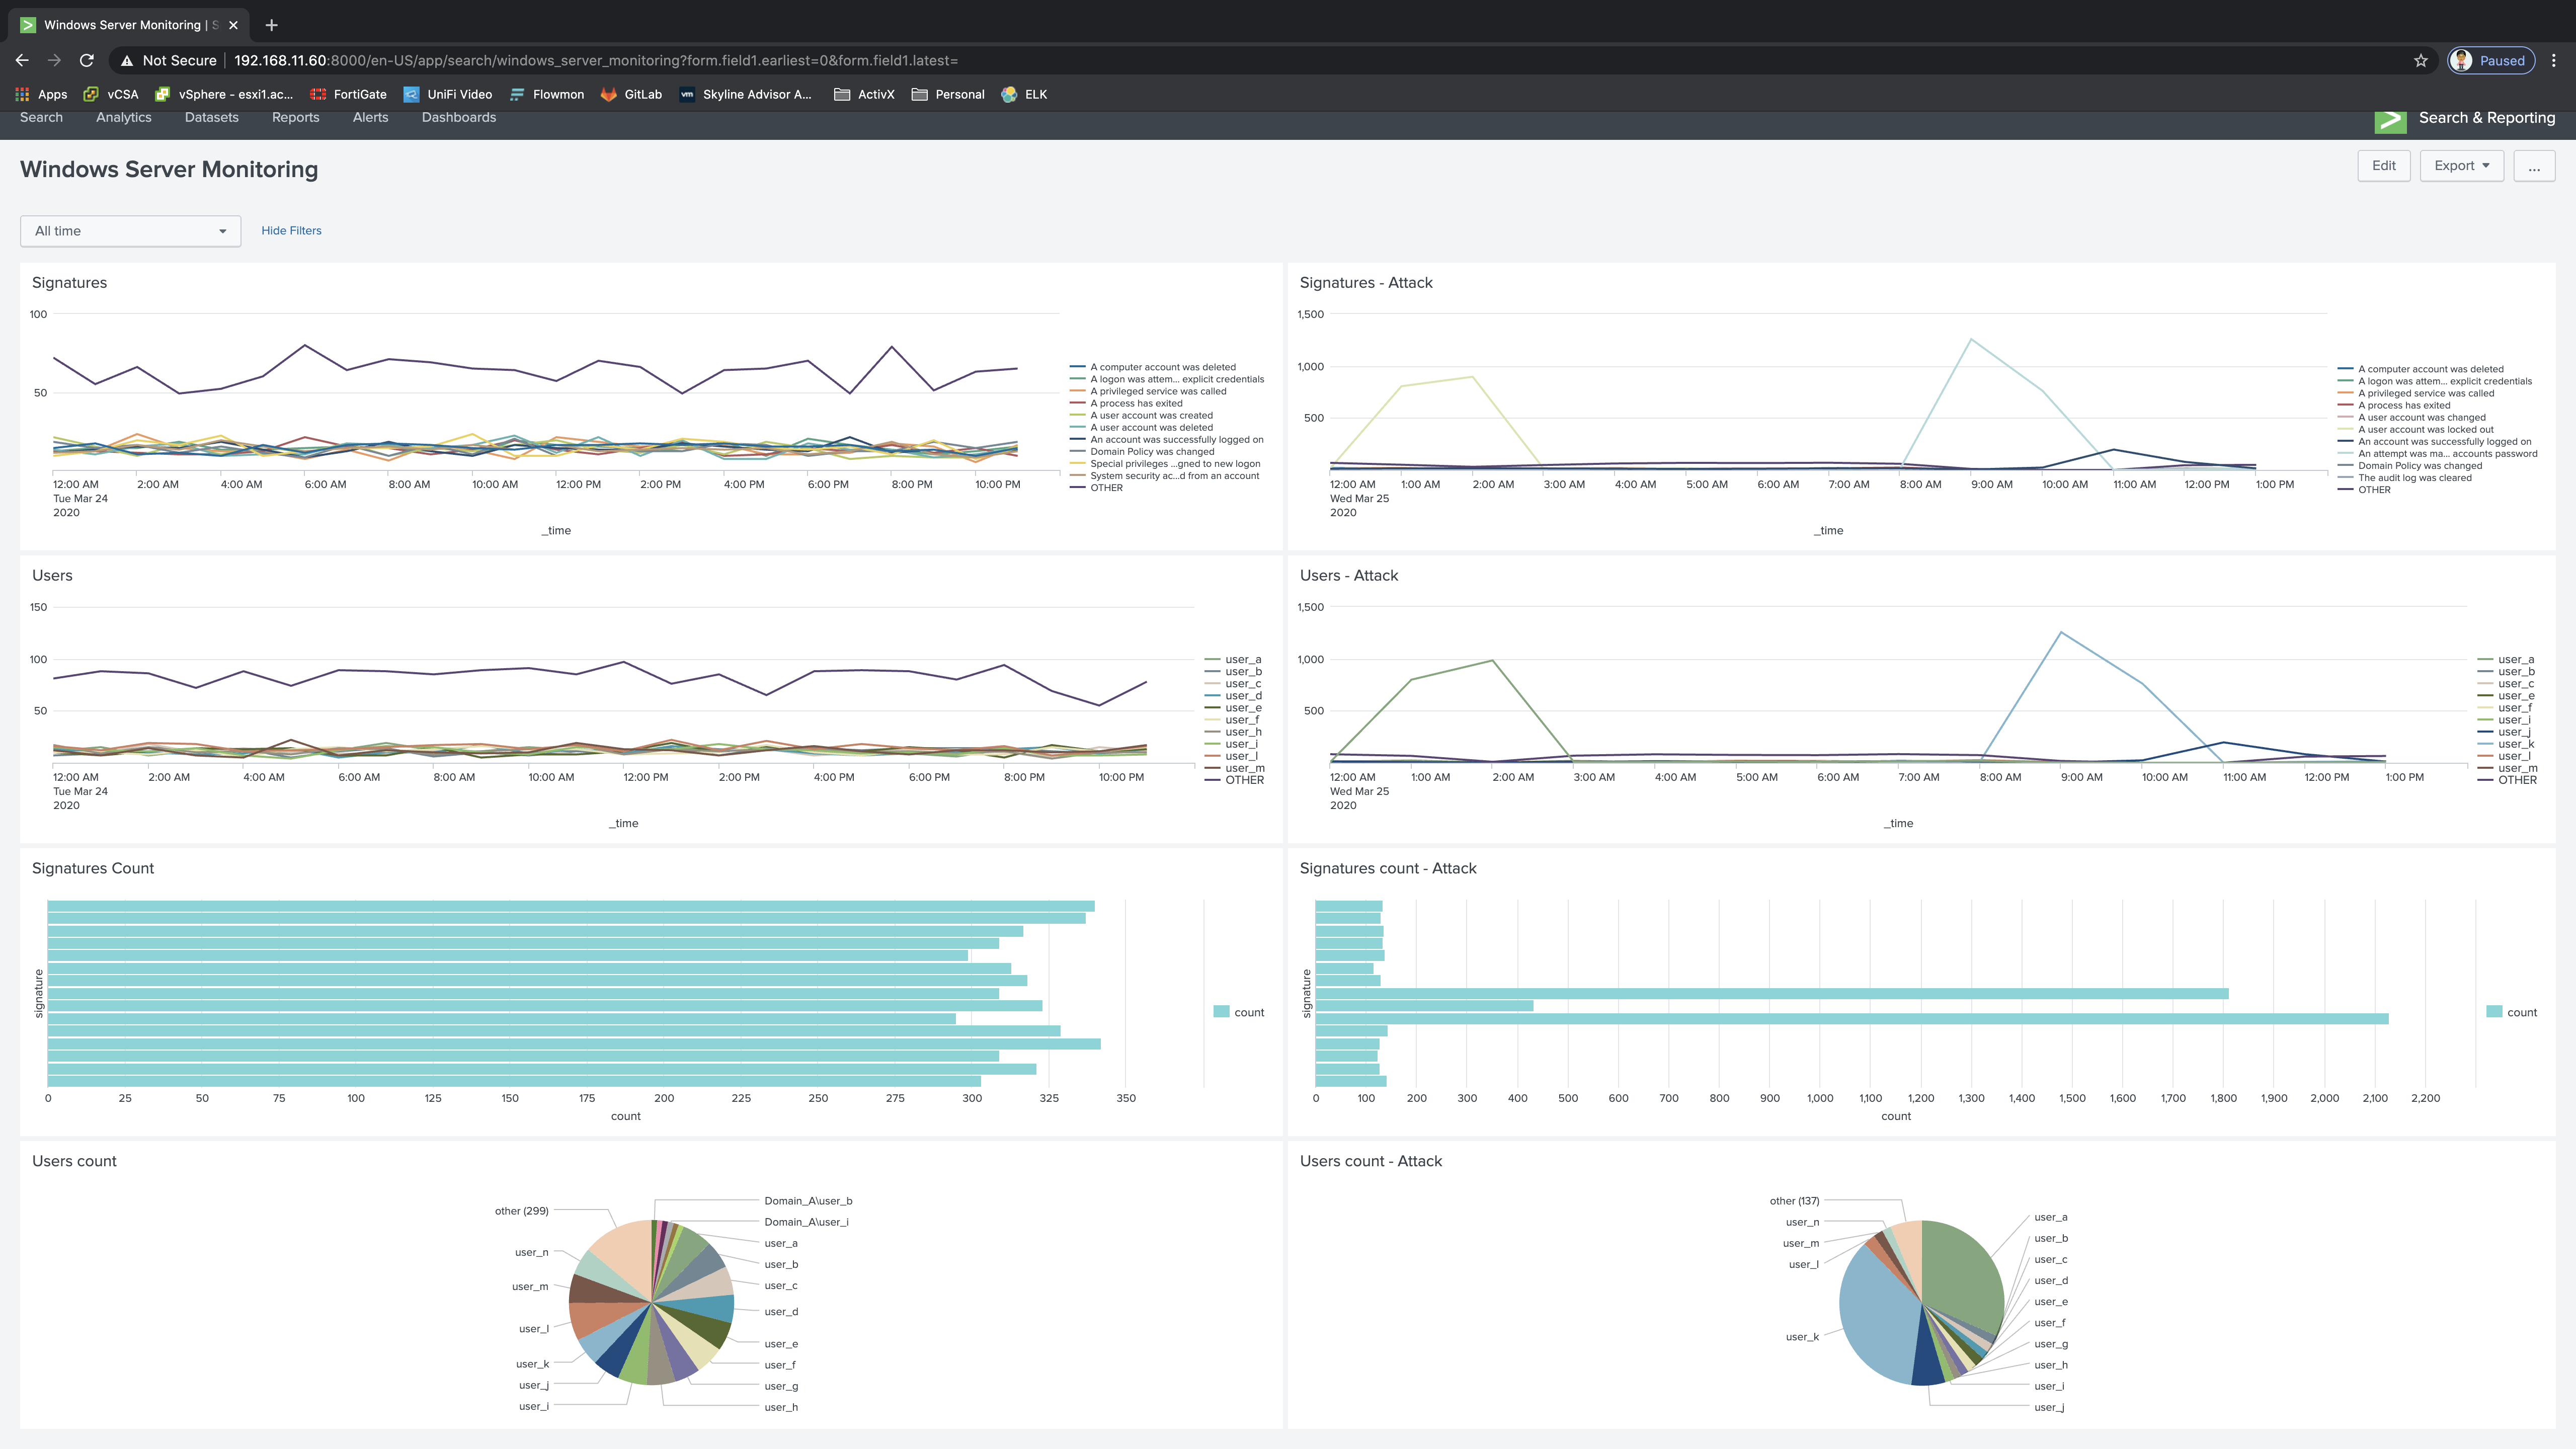 Windows Server Monitoring | S
Not Secure 192.168.11.60:8000/en-US/app/search/windows_server_monitoring?form.field1.earliest=0&form.field1.latest=
Paused
Apps vCSA vSphere - esxi1.ac... FortiGate UniFi Video Flowmon GitLab vm Skyline Advisor A... ActivX Personal ELK
Search Analytics Datasets Reports Alerts Dashboards
Search & Reporting
Windows Server Monitoring
Edit Export ...
All time Hide Filters
Signatures
100
50
12:00 AM 2:00 AM 4:00 AM 6:00 AM 8:00 AM 10:00 AM 12:00 PM 2:00 PM 4:00 PM 6:00 PM 8:00 PM 10:00 PM
Tue Mar 24
2020
_time
A computer account was deleted
A logon was attem... explicit credentials
A privileged service was called
A process has exited
A user account was created
A user account was deleted
An account was successfully logged on
Domain Policy was changed
Special privileges ...gned to new logon
System security ac...d from an account
OTHER
Signatures - Attack
1,500
1,000
500
12:00 AM 1:00 AM 2:00 AM 3:00 AM 4:00 AM 5:00 AM 6:00 AM 7:00 AM 8:00 AM 9:00 AM 10:00 AM 11:00 AM 12:00 PM 1:00 PM
Wed Mar 25
2020
_time
A computer account was deleted
A logon was attem... explicit credentials
A privileged service was called
A process has exited
A user account was changed
A user account was locked out
An account was successfully logged on
An attempt was ma... accounts password
Domain Policy was changed
The audit log was cleared
OTHER
Users
150
100
50
12:00 AM 2:00 AM 4:00 AM 6:00 AM 8:00 AM 10:00 AM 12:00 PM 2:00 PM 4:00 PM 6:00 PM 8:00 PM 10:00 PM
Tue Mar 24
2020
_time
user_a
user_b
user_c
user_d
user_e
user_f
user_h
user_i
user_l
user_m
OTHER
Users - Attack
1,500
1,000
500
12:00 AM 1:00 AM 2:00 AM 3:00 AM 4:00 AM 5:00 AM 6:00 AM 7:00 AM 8:00 AM 9:00 AM 10:00 AM 11:00 AM 12:00 PM 1:00 PM
Wed Mar 25
2020
_time
user_a
user_b
user_c
user_e
user_f
user_i
user_j
user_k
user_l
user_m
OTHER
Signatures Count
signature
0 25 50 75 100 125 150 175 200 225 250 275 300 325 350
count
count
Signatures count - Attack
signature
0 100 200 300 400 500 600 700 800 900 1,000 1,100 1,200 1,300 1,400 1,500 1,600 1,700 1,800 1,900 2,000 2,100 2,200
count
count
Users count
other (299)
user_n
user_m
user_l
user_k
user_j
user_i
Domain_A\user_b
Domain_A\user_i
user_a
user_b
user_c
user_d
user_e
user_f
user_g
user_h
Users count - Attack
other (137)
user_n
user_m
user_l
user_k
user_a
user_b
user_c
user_d
user_e
user_f
user_g
user_h
user_i
user_j